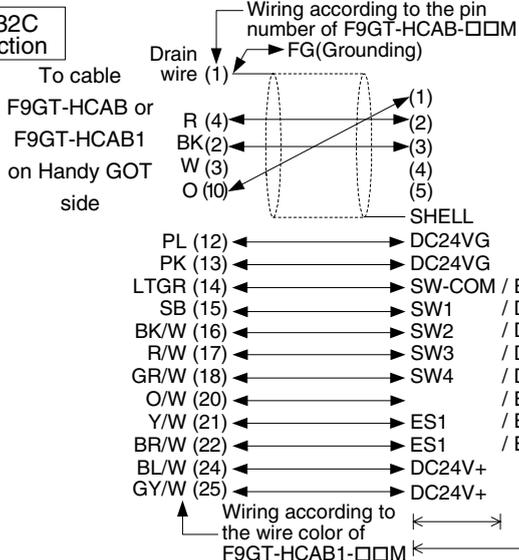 Wiring according to the pin
number of F9GT-HCAB-□□M
32C
ction
Drain
wire (1)
FG(Grounding)
To cable
F9GT-HCAB or
F9GT-HCAB1
on Handy GOT
side
(1)
R (4) (2)
BK(2) (3)
W (3) (4)
O (10) (5)
SHELL
PL (12) DC24VG
PK (13) DC24VG
LTGR (14) SW-COM /
SB (15) SW1 /
BK/W (16) SW2 /
R/W (17) SW3 /
GR/W (18) SW4 /
O/W (20) /
Y/W (21) ES1 /
BR/W (22) ES1 /
BL/W (24) DC24V+
GY/W (25) DC24V+
Wiring according to
the wire color of
F9GT-HCAB1-□□M